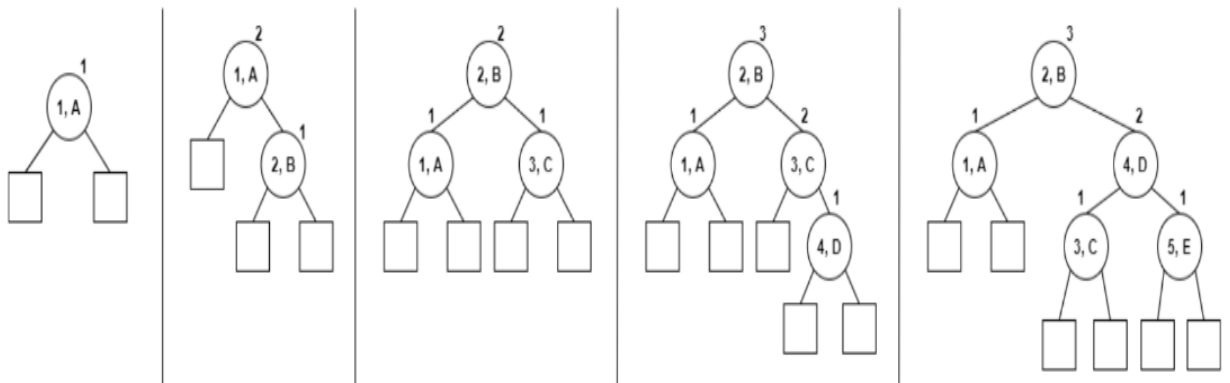 1
1, A
2
1, A
1
2, B
2
2, B
1 1
1, A 3, C
3
2, B
1 2
1, A 3, C
1
4, D
3
2, B
1 2
1, A 4, D
1 1
3, C 5, E